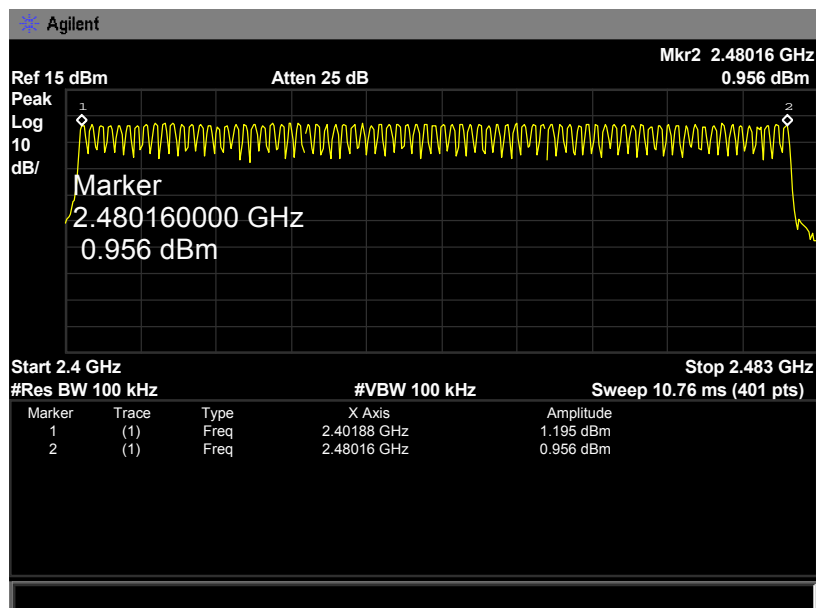 Agilent
Mkr2 2.48016 GHz
Ref 15 dBm Atten 25 dB 0.956 dBm
Peak
Log
10
dB/
1 2
Marker
2.480160000 GHz
0.956 dBm
Start 2.4 GHz Stop 2.483 GHz
#Res BW 100 kHz #VBW 100 kHz Sweep 10.76 ms (401 pts)
Marker Trace Type X Axis Amplitude
1 (1) Freq 2.40188 GHz 1.195 dBm
2 (1) Freq 2.48016 GHz 0.956 dBm